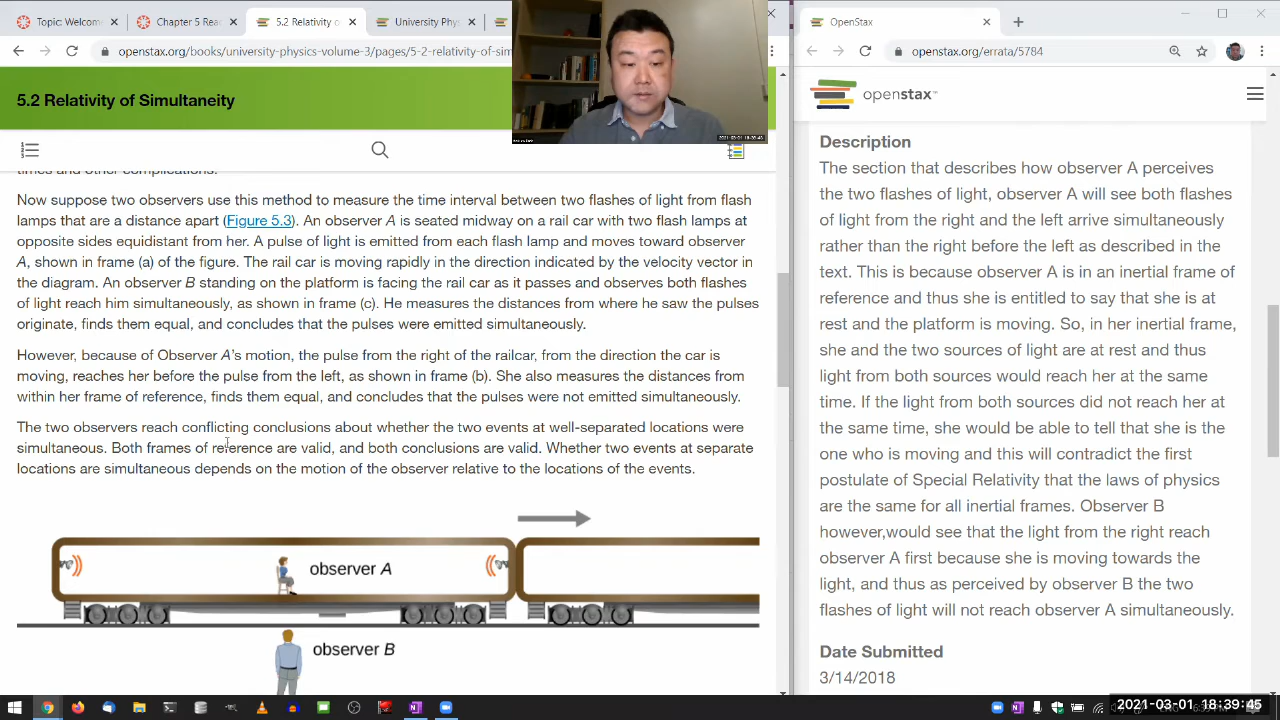 Topic: Welcome
Chapter 5 Rea
5.2 Relativity o
University Phy
OpenStax
openstax.org/books/university-physics-volume-3/pages/5-2-relativity-of-sim
openstax.org/errata/5784
5.2 Relativity of Simultaneity
openstax™
times and other complications.
Now suppose two observers use this method to measure the time interval between two flashes of light from flash
lamps that are a distance apart (Figure 5.3). An observer A is seated midway on a rail car with two flash lamps at
opposite sides equidistant from her. A pulse of light is emitted from each flash lamp and moves toward observer
A, shown in frame (a) of the figure. The rail car is moving rapidly in the direction indicated by the velocity vector in
the diagram. An observer B standing on the platform is facing the rail car as it passes and observes both flashes
of light reach him simultaneously, as shown in frame (c). He measures the distances from where he saw the pulses
originate, finds them equal, and concludes that the pulses were emitted simultaneously.
However, because of Observer A's motion, the pulse from the right of the railcar, from the direction the car is
moving, reaches her before the pulse from the left, as shown in frame (b). She also measures the distances from
within her frame of reference, finds them equal, and concludes that the pulses were not emitted simultaneously.
The two observers reach conflicting conclusions about whether the two events at well-separated locations were
simultaneous. Both frames of reference are valid, and both conclusions are valid. Whether two events at separate
locations are simultaneous depends on the motion of the observer relative to the locations of the events.
observer A
observer B
Description
The section that describes how observer A perceives
the two flashes of light, observer A will see both flashes
of light from the right and the left arrive simultaneously
rather than the right before the left as described in the
text. This is because observer A is in an inertial frame of
reference and thus she is entitled to say that she is at
rest and the platform is moving. So, in her inertial frame,
she and the two sources of light are at rest and thus
light from both sources would reach her at the same
time. If the light from both sources did not reach her at
the same time, she would be able to tell that she is the
one who is moving and this will contradict the first
postulate of Special Relativity that the laws of physics
are the same for all inertial frames. Observer B
however,would see that the light from the right reach
observer A first because she is moving towards the
light, and thus as perceived by observer B the two
flashes of light will not reach observer A simultaneously.
Date Submitted
3/14/2018
2021-03-01 18:39:45